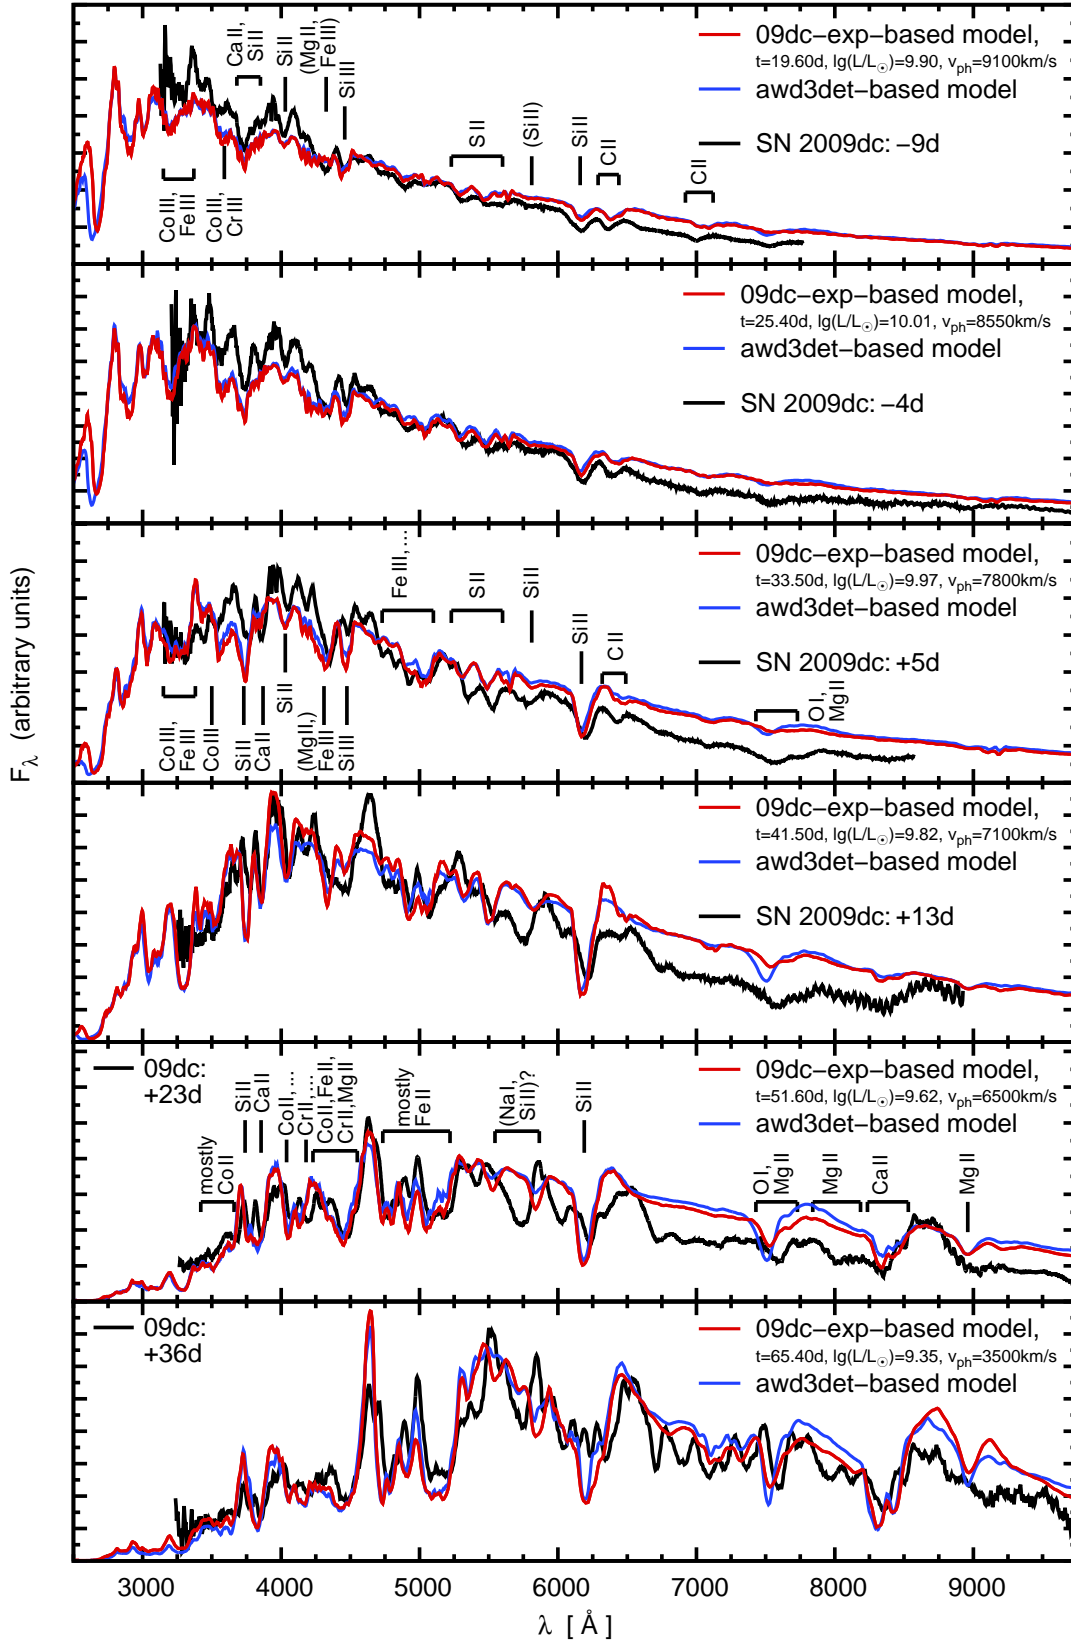 09dc-exp-based model,
t=19.60d, lg(L/L☉)=9.90, vph=9100km/s
awd3det-based model
SN 2009dc: -9d
Ca II,
Si II
Si II
(Mg II,
Fe III)
Si III
S II
(Si II)
Si II
C II
C II
Co III,
Fe III
Co III,
Cr III
09dc-exp-based model,
t=25.40d, lg(L/L☉)=10.01, vph=8550km/s
awd3det-based model
SN 2009dc: -4d
09dc-exp-based model,
t=33.50d, lg(L/L☉)=9.97, vph=7800km/s
awd3det-based model
SN 2009dc: +5d
Fe III, ...
S II
Si II
Si II
C II
O I,
Mg II
Co III,
Fe III
Co III
Si II
Ca II
Si II
(Mg II,)
Fe III
Si III
09dc-exp-based model,
t=41.50d, lg(L/L☉)=9.82, vph=7100km/s
awd3det-based model
SN 2009dc: +13d
09dc:
+23d
09dc-exp-based model,
t=51.60d, lg(L/L☉)=9.62, vph=6500km/s
awd3det-based model
mostly
Co II
Si II
Ca II
Co II, ...
Cr II, ...
Co II, Fe II,
Cr II, Mg II
mostly
Fe II
(Na I,
Si II)?
Si II
O I,
Mg II
Mg II
Ca II
Mg II
09dc:
+36d
09dc-exp-based model,
t=65.40d, lg(L/L☉)=9.35, vph=3500km/s
awd3det-based model
Fλ (arbitrary units)
3000 4000 5000 6000 7000 8000 9000
λ [ Å ]